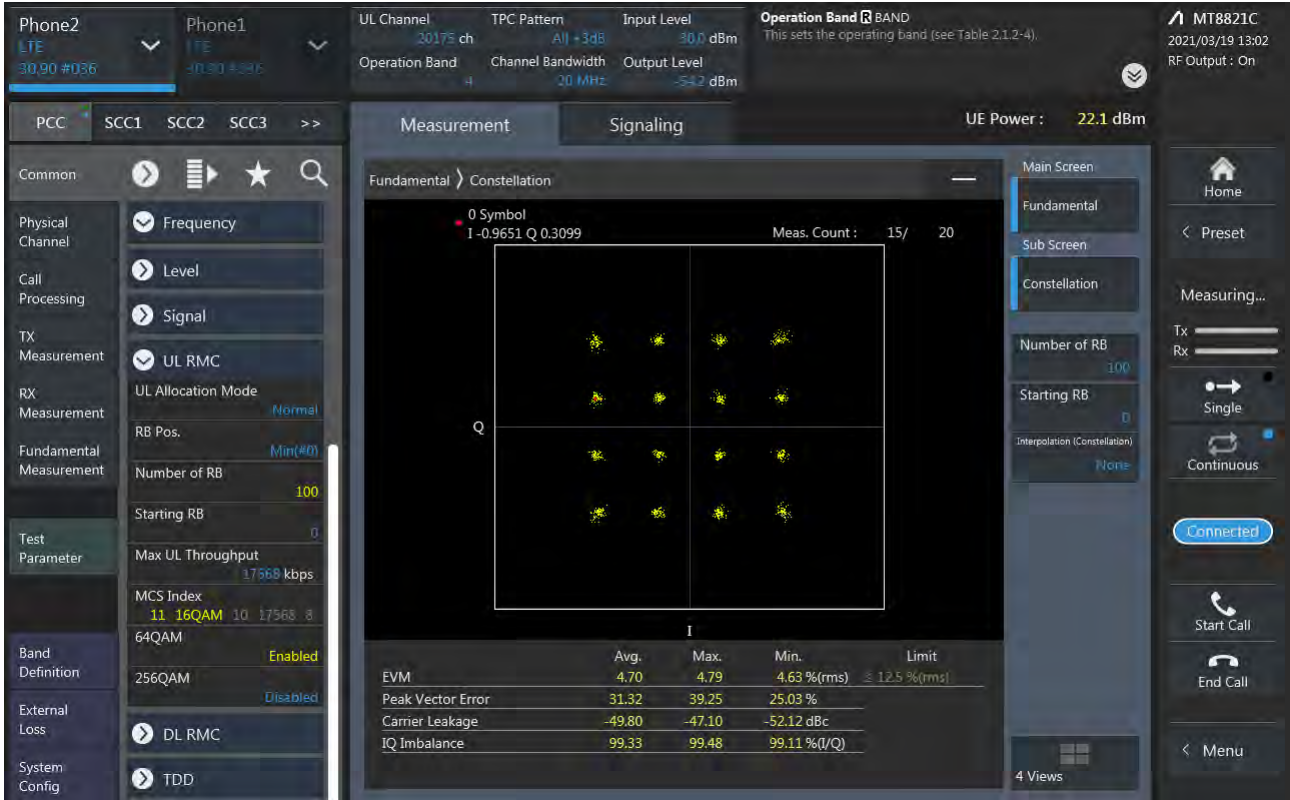 Phone2
LTE
30.90 #036
Phone1
LTE
30.90 #036
UL Channel
20175 ch
TPC Pattern
All +3dB
Input Level
30.0 dBm
Operation Band
4
Channel Bandwidth
20 MHz
Output Level
-54.2 dBm
Operation Band R BAND
This sets the operating band (see Table 2.1.2-4).
MT8821C
2021/03/19 13:02
RF Output : On
PCC SCC1 SCC2 SCC3 >>
Measurement
Signaling
UE Power : 22.1 dBm
Common
Physical
Channel
Call
Processing
TX
Measurement
RX
Measurement
Fundamental
Measurement
Test
Parameter
Band
Definition
External
Loss
System
Config
Frequency
Level
Signal
UL RMC
UL Allocation Mode
Normal
RB Pos.
Min(#0)
Number of RB
100
Starting RB
0
Max UL Throughput
17568 kbps
MCS Index
11 16QAM 10 17568 8
64QAM
Enabled
256QAM
Disabled
DL RMC
TDD
Fundamental > Constellation
0 Symbol
I -0.9651 Q 0.3099
Meas. Count : 15/ 20
Q
I
Avg. Max. Min. Limit
EVM 4.70 4.79 4.63 %(rms) ≤ 12.5 %(rms)
Peak Vector Error 31.32 39.25 25.03 %
Carrier Leakage -49.80 -47.10 -52.12 dBc
IQ Imbalance 99.33 99.48 99.11 %(I/Q)
Main Screen
Fundamental
Sub Screen
Constellation
Number of RB
100
Starting RB
0
Interpolation (Constellation)
None
4 Views
Home
< Preset
Measuring...
Tx
Rx
Single
Continuous
Connected
Start Call
End Call
< Menu